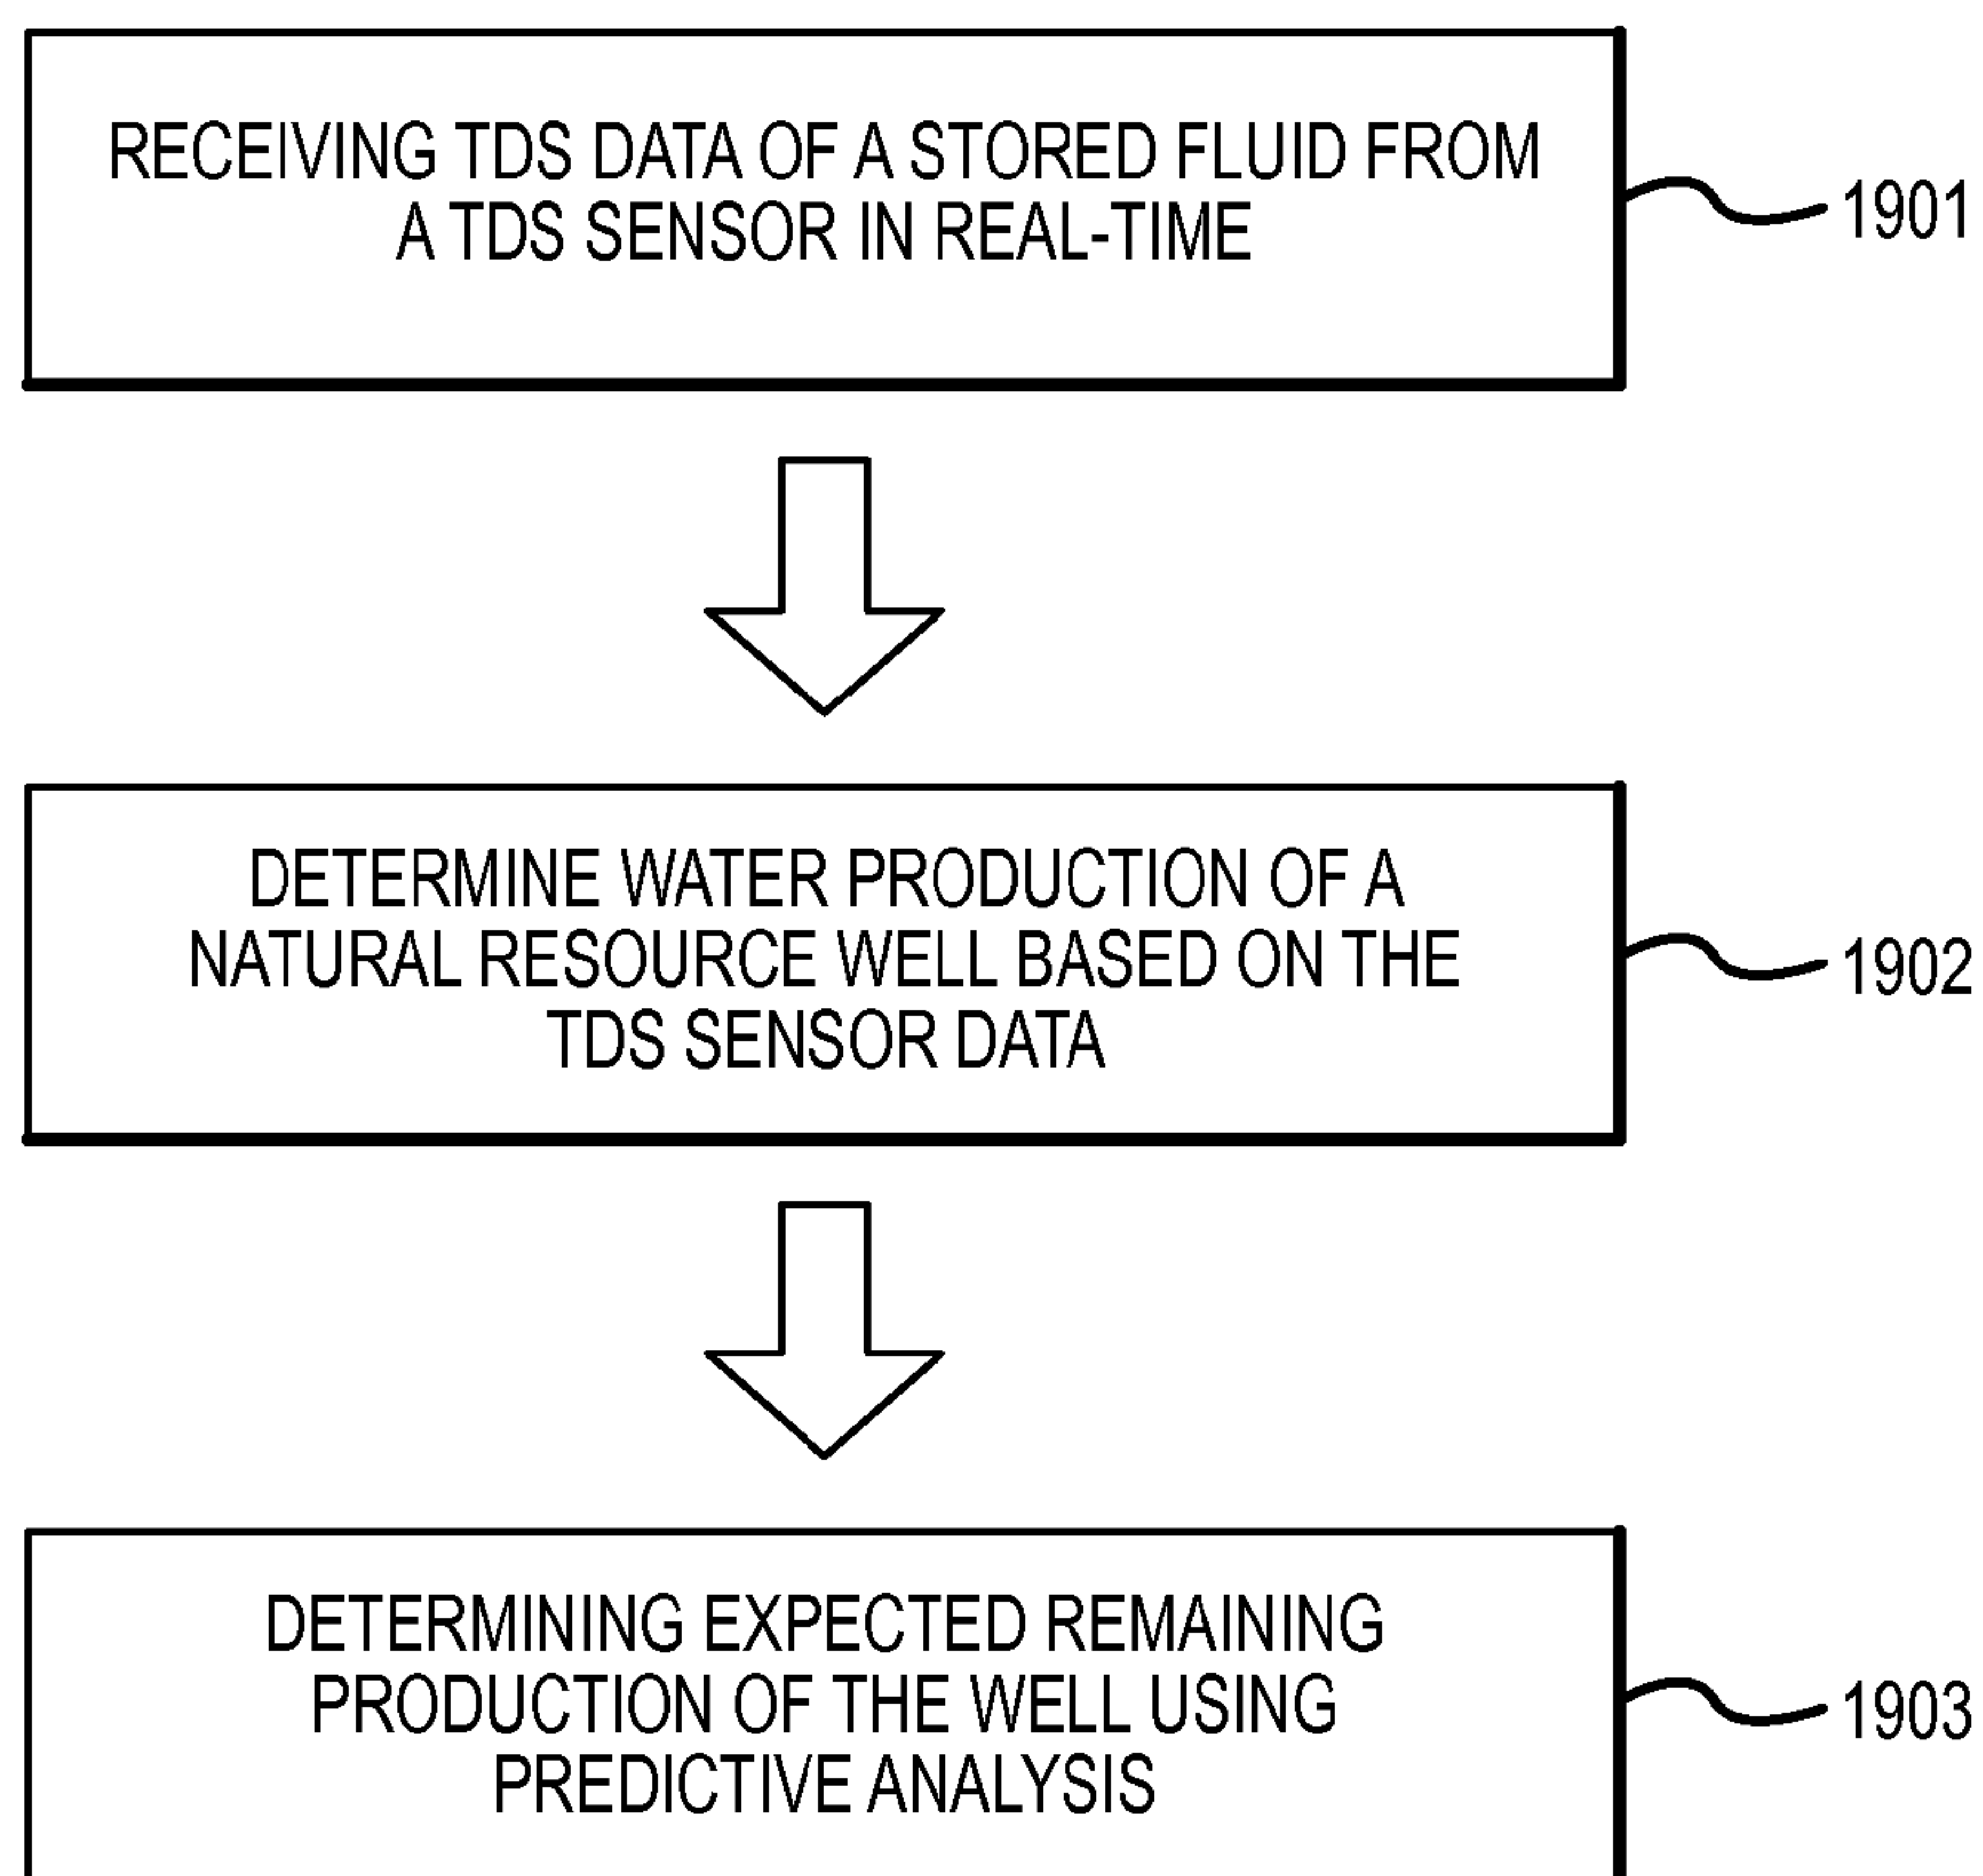 RECEIVING TDS DATA OF A STORED FLUID FROM
A TDS SENSOR IN REAL-TIME
1901
DETERMINE WATER PRODUCTION OF A
NATURAL RESOURCE WELL BASED ON THE
TDS SENSOR DATA
1902
DETERMINING EXPECTED REMAINING
PRODUCTION OF THE WELL USING
PREDICTIVE ANALYSIS
1903